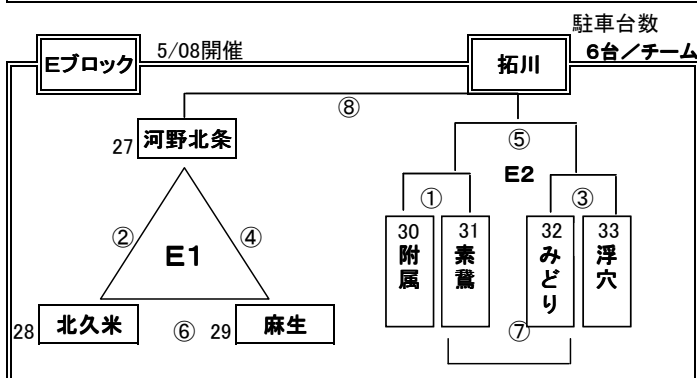 駐車台数
Eブロック 5/08開催 拓川 6台/チーム
⑧
27 河野北条
⑤
E2
① ③
② E1 ④
30 附属
31 素鵞
32 みどり
33 浮穴
28 北久米 ⑥ 29 麻生
⑦